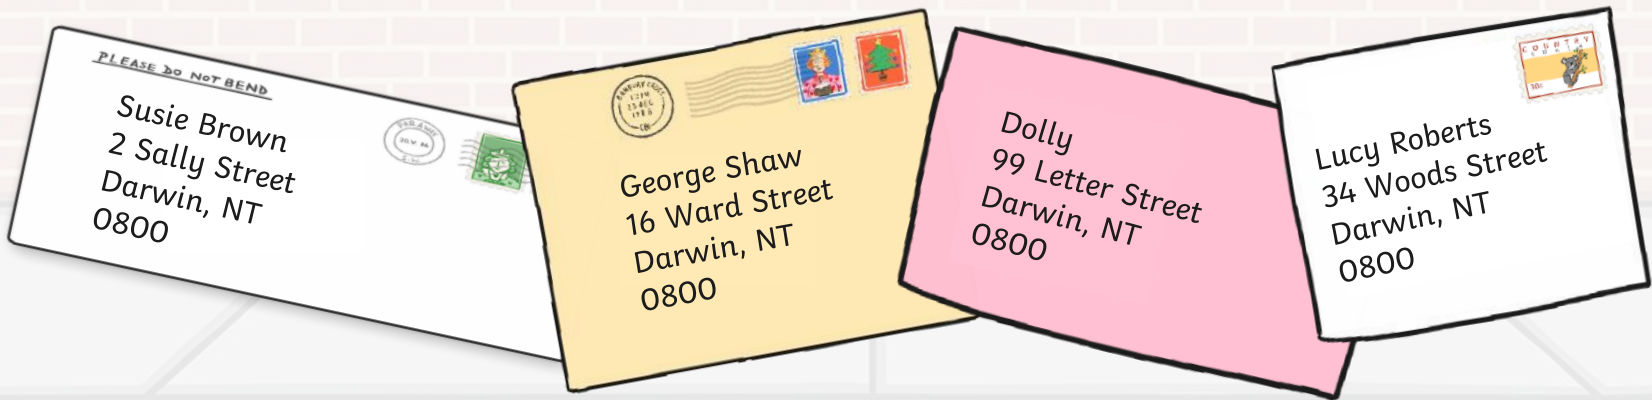 PLEASE DO NOT BEND
Susie Brown
2 Sally Street
Darwin, NT
0800
George Shaw
16 Ward Street
Darwin, NT
0800
Dolly
99 Letter Street
Darwin, NT
0800
COUNTRY
Lucy Roberts
34 Woods Street
Darwin, NT
0800